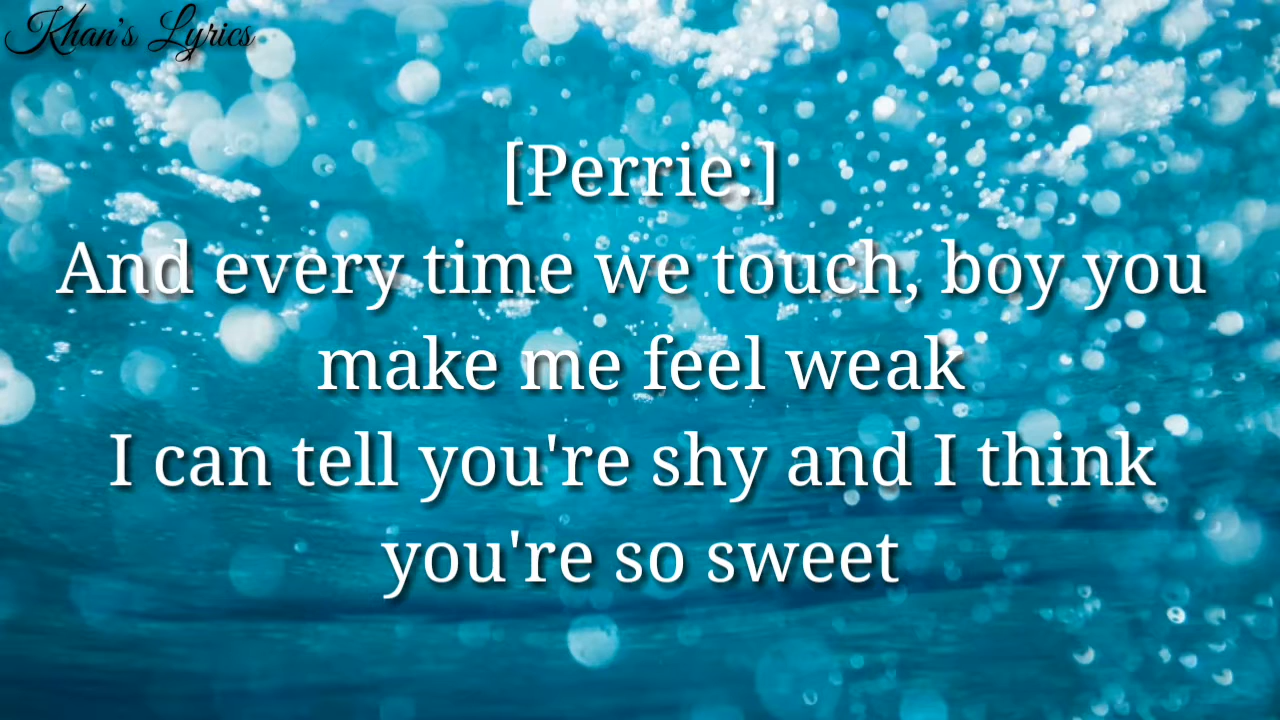 Khan's Lyrics
[Perrie:]
And every time we touch, boy you
make me feel weak
I can tell you're shy and I think
you're so sweet